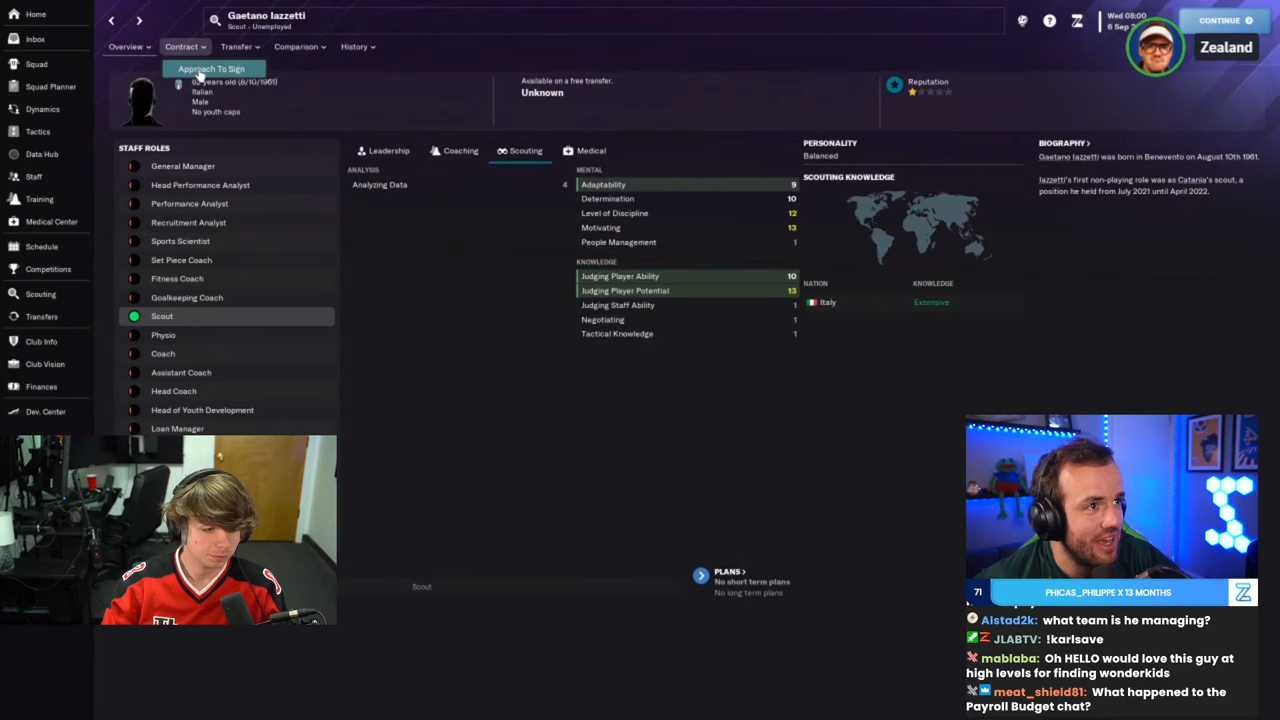 Home
Inbox
Squad
Squad Planner
Dynamics
Tactics
Data Hub
Staff
Training
Medical Center
Schedule
Competitions
Scouting
Transfers
Club Info
Club Vision
Finances
Dev. Center
Gaetano Iazzetti
Scout - Unemployed
Wed 08:00
6 Sep
CONTINUE
Zealand
Overview
Contract
Transfer
Comparison
History
Approach To Sign
62 years old (8/10/1961)
Italian
Male
No youth caps
Available on a free transfer.
Unknown
Reputation
STAFF ROLES
General Manager
Head Performance Analyst
Performance Analyst
Recruitment Analyst
Sports Scientist
Set Piece Coach
Fitness Coach
Goalkeeping Coach
Scout
Physio
Coach
Assistant Coach
Head Coach
Head of Youth Development
Loan Manager
Leadership
Coaching
Scouting
Medical
ANALYSIS
Analyzing Data 4
MENTAL
Adaptability 9
Determination 10
Level of Discipline 12
Motivating 13
People Management 1
KNOWLEDGE
Judging Player Ability 10
Judging Player Potential 13
Judging Staff Ability 1
Negotiating 1
Tactical Knowledge 1
PERSONALITY
Balanced
SCOUTING KNOWLEDGE
NATION KNOWLEDGE
Italy Extensive
BIOGRAPHY >
Gaetano Iazzetti was born in Benevento on August 10th 1961.
Iazzetti's first non-playing role was as Catania's scout, a
position he held from July 2021 until April 2022.
Scout
PLANS >
No short term plans
No long term plans
71 PHICAS_PHILIPPE X 13 MONTHS Z
Alstad2k: what team is he managing?
JLABTV: !karlsave
mablaba: Oh HELLO would love this guy at
high levels for finding wonderkids
meat_shield81: What happened to the
Payroll Budget chat?